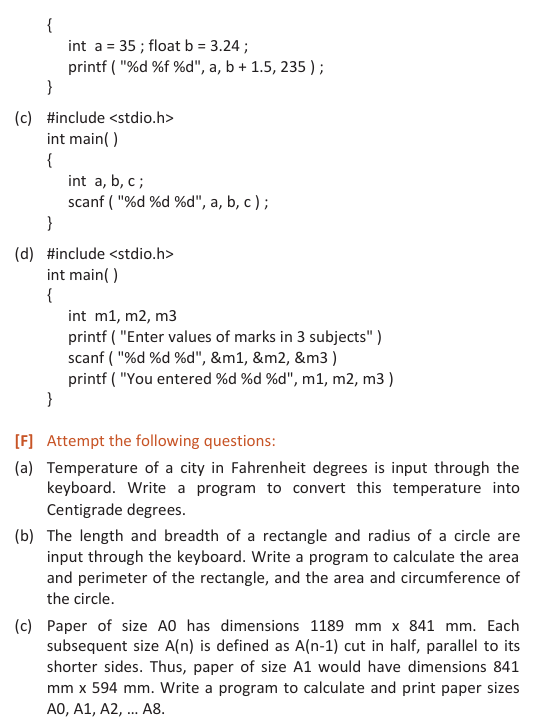 {
int a = 35 ; float b = 3.24 ;
printf ( "%d %f %d", a, b + 1.5, 235 ) ;
}
(c) #include <stdio.h>
int main( )
{
int a, b, c ;
scanf ( "%d %d %d", a, b, c ) ;
}
(d) #include <stdio.h>
int main( )
{
int m1, m2, m3
printf ( "Enter values of marks in 3 subjects" )
scanf ( "%d %d %d", &m1, &m2, &m3 )
printf ( "You entered %d %d %d", m1, m2, m3 )
}
[F] Attempt the following questions:
(a) Temperature of a city in Fahrenheit degrees is input through the
keyboard. Write a program to convert this temperature into
Centigrade degrees.
(b) The length and breadth of a rectangle and radius of a circle are
input through the keyboard. Write a program to calculate the area
and perimeter of the rectangle, and the area and circumference of
the circle.
(c) Paper of size A0 has dimensions 1189 mm x 841 mm. Each
subsequent size A(n) is defined as A(n-1) cut in half, parallel to its
shorter sides. Thus, paper of size A1 would have dimensions 841
mm x 594 mm. Write a program to calculate and print paper sizes
A0, A1, A2, … A8.